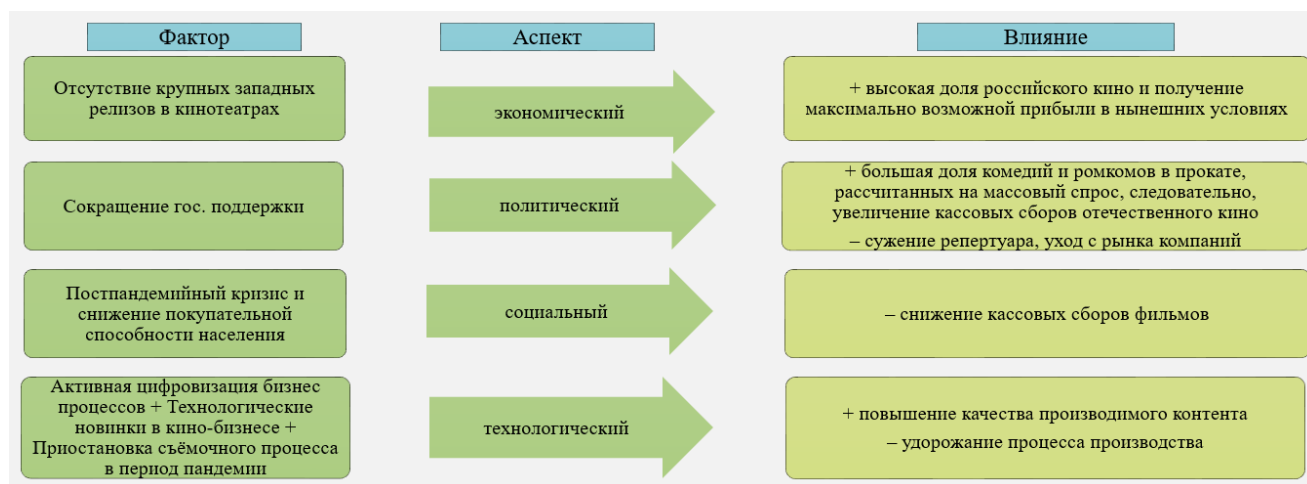 Фактор
Аспект
Влияние
Отсутствие крупных западных
релизов в кинотеатрах
экономический
+ высокая доля российского кино и получение
максимально возможной прибыли в нынешних условиях
Сокращение гос. поддержки
политический
+ большая доля комедий и ромкомов в прокате,
рассчитанных на массовый спрос, следовательно,
увеличение кассовых сборов отечественного кино
– сужение репертуара, уход с рынка компаний
Постпандемийный кризис и
снижение покупательной
способности населения
социальный
– снижение кассовых сборов фильмов
Активная цифровизация бизнес
процессов + Технологические
новинки в кино-бизнесе +
Приостановка съёмочного процесса
в период пандемии
технологический
+ повышение качества производимого контента
– удорожание процесса производства